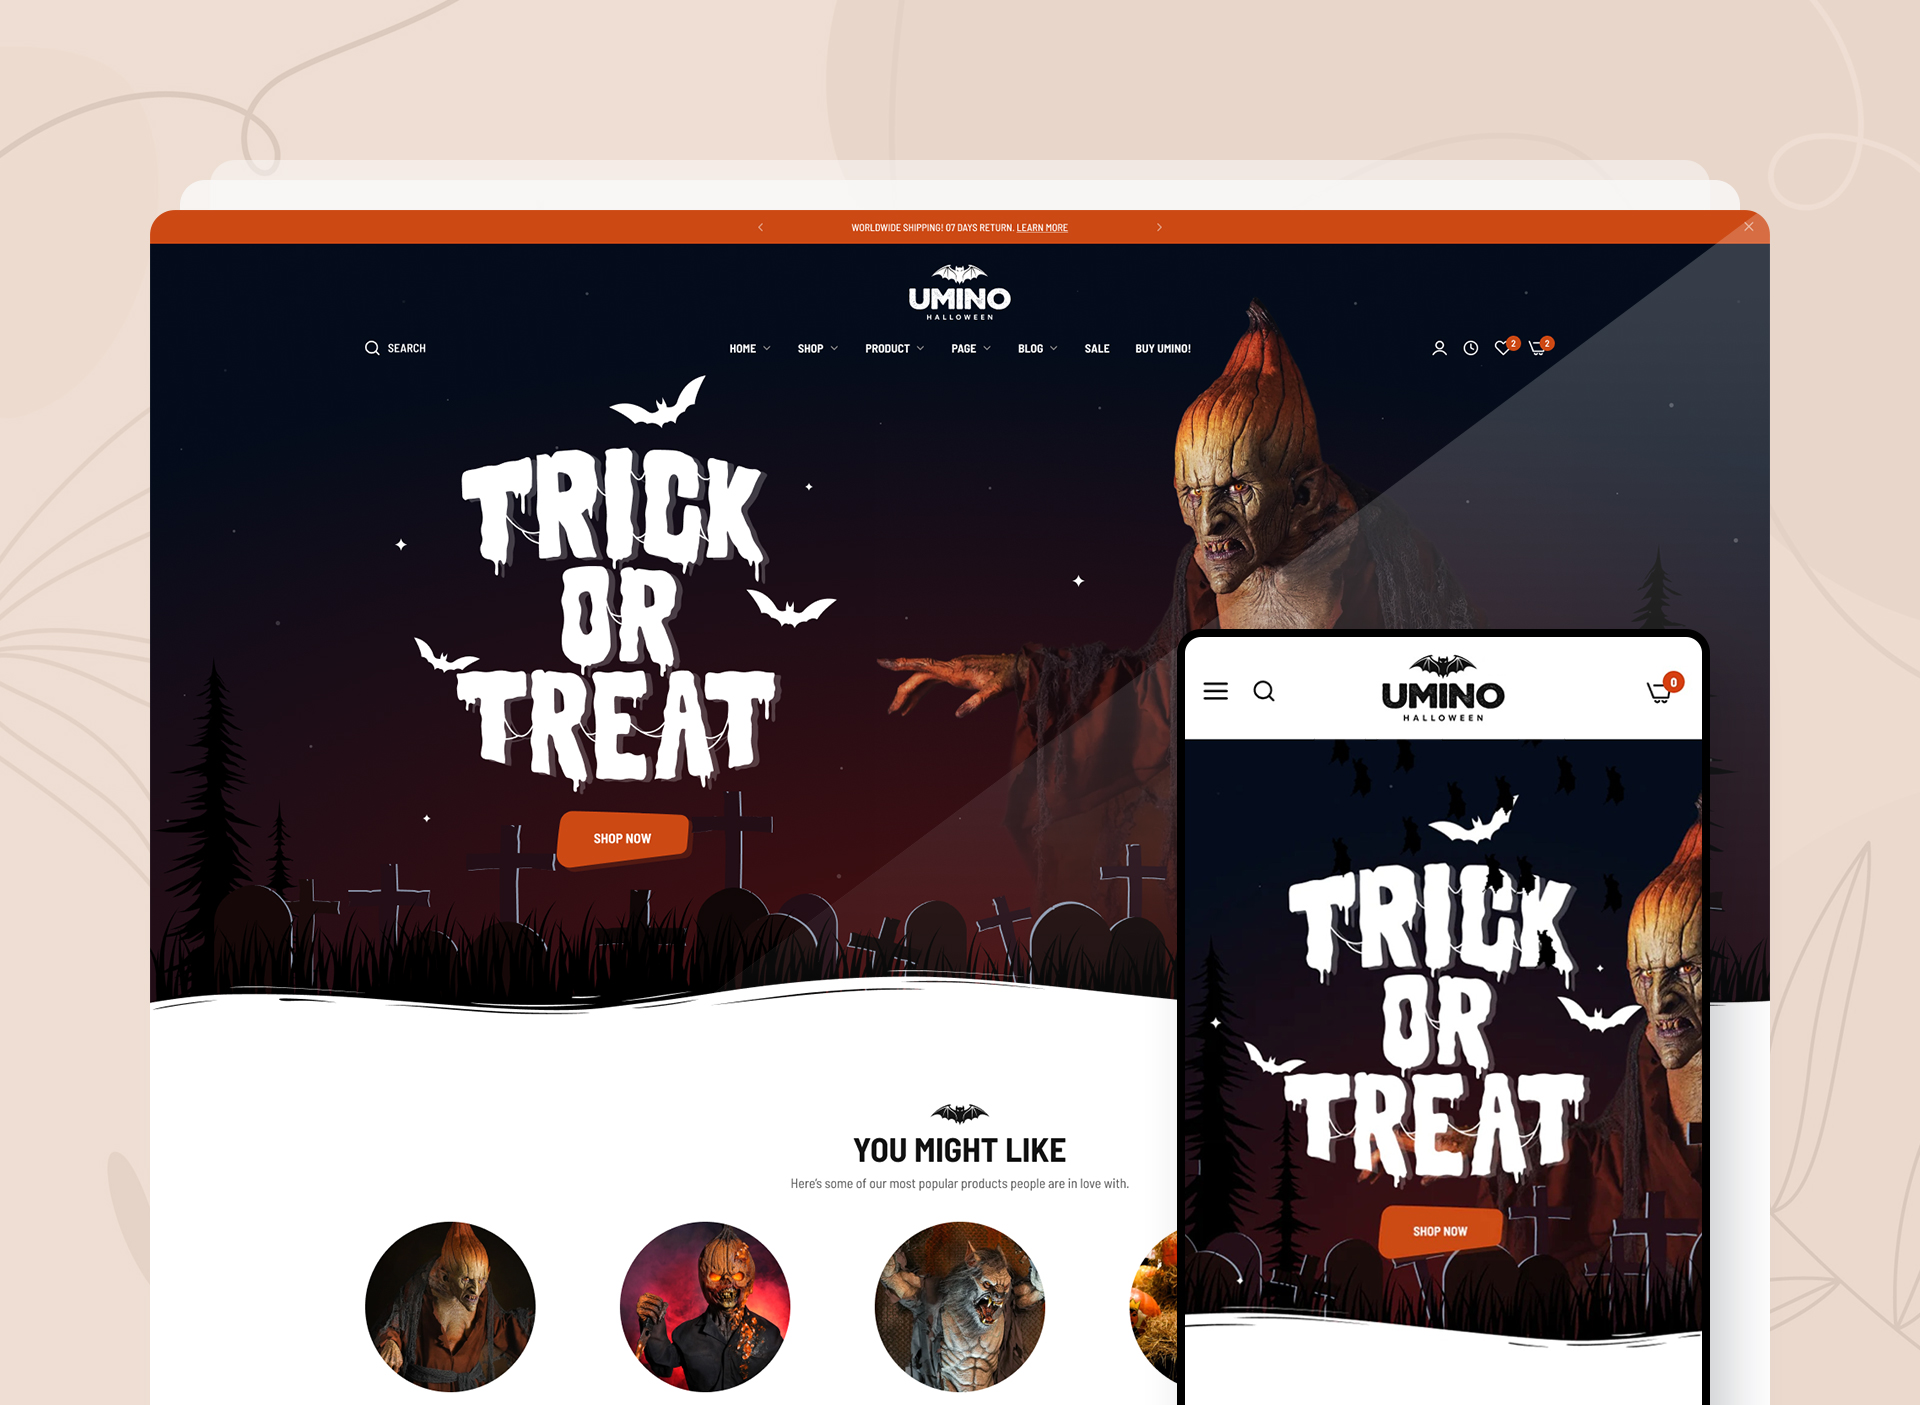 WORLDWIDE SHIPPING! 07 DAYS RETURN. LEARN MORE
UMINO
HALLOWEEN
SEARCH
HOME
SHOP
PRODUCT
PAGE
BLOG
SALE
BUY UMINO!
2
2
TRICK
OR
TREAT
SHOP NOW
YOU MIGHT LIKE
Here's some of our most popular products people are in love with.
UMINO
HALLOWEEN
0
TRICK
OR
TREAT
SHOP NOW